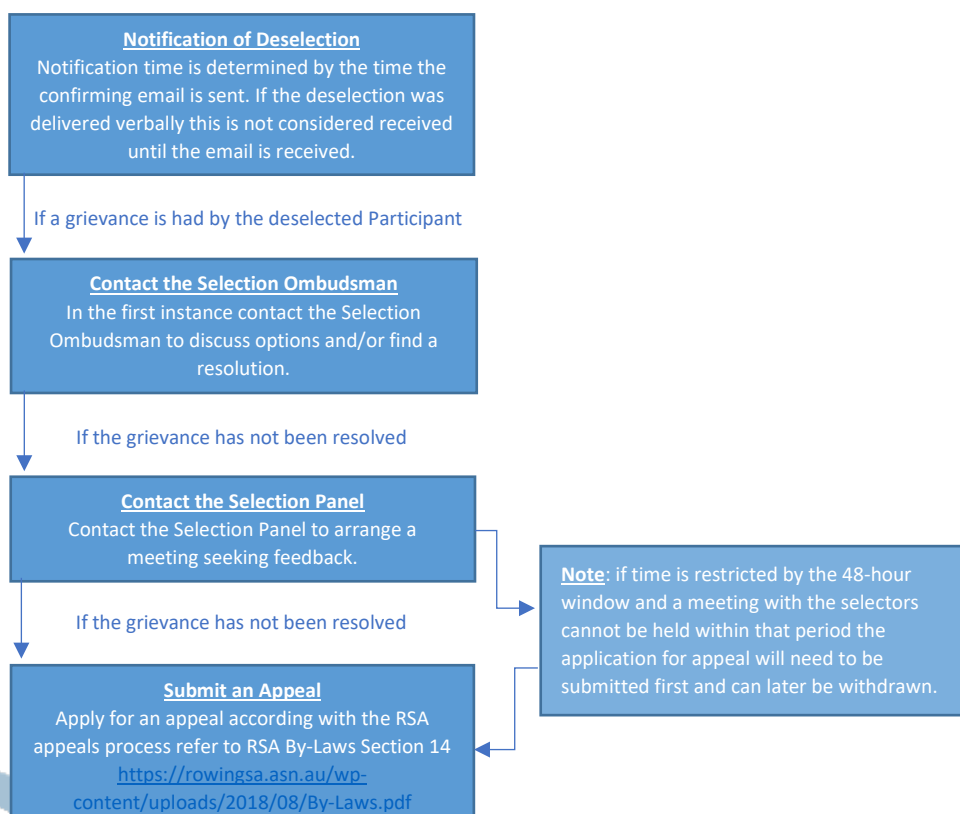 Notification of Deselection
Notification time is determined by the time the
confirming email is sent. If the deselection was
delivered verbally this is not considered received
until the email is received.
If a grievance is had by the deselected Participant
Contact the Selection Ombudsman
In the first instance contact the Selection
Ombudsman to discuss options and/or find a
resolution.
If the grievance has not been resolved
Contact the Selection Panel
Contact the Selection Panel to arrange a
meeting seeking feedback.
Note: if time is restricted by the 48-hour
window and a meeting with the selectors
cannot be held within that period the
application for appeal will need to be
submitted first and can later be withdrawn.
If the grievance has not been resolved
Submit an Appeal
Apply for an appeal according with the RSA
appeals process refer to RSA By-Laws Section 14
https://rowingsa.asn.au/wp-
content/uploads/2018/08/By-Laws.pdf